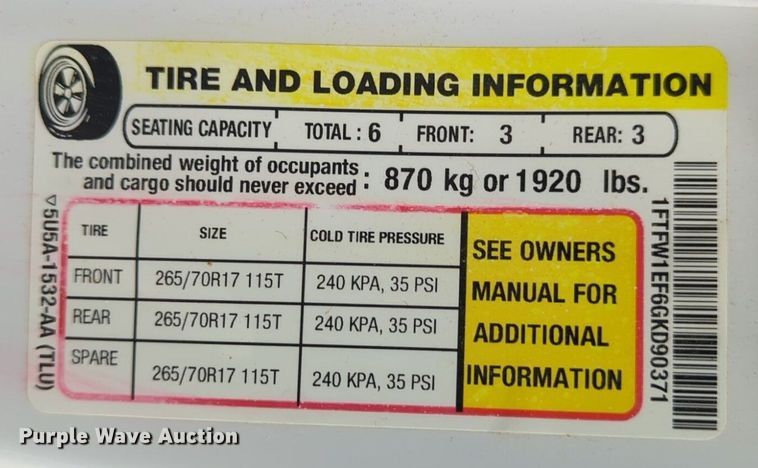 TIRE AND LOADING INFORMATION
SEATING CAPACITY TOTAL : 6 FRONT: 3 REAR: 3
The combined weight of occupants
and cargo should never exceed : 870 kg or 1920 lbs.
TIRE SIZE COLD TIRE PRESSURE
FRONT 265/70R17 115T 240 KPA, 35 PSI
REAR 265/70R17 115T 240 KPA, 35 PSI
SPARE 265/70R17 115T 240 KPA, 35 PSI
SEE OWNERS
MANUAL FOR
ADDITIONAL
INFORMATION
▽5U5A-1532-AA (TLU)
1FTFW1EF6GKD90371
Purple Wave Auction